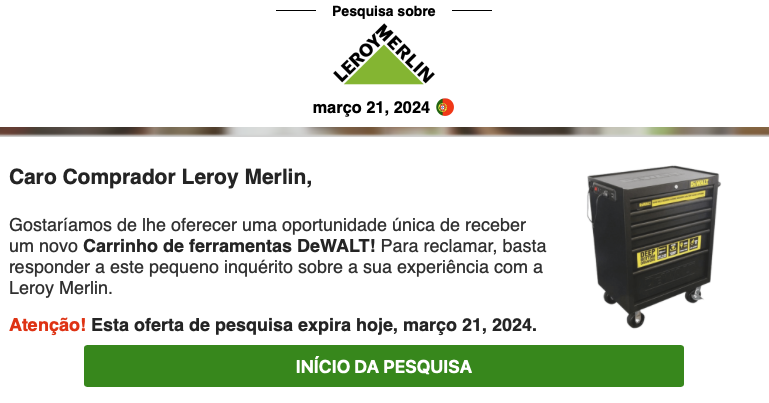 Pesquisa sobre
LEROY MERLIN
março 21, 2024
Caro Comprador Leroy Merlin,
Gostaríamos de lhe oferecer uma oportunidade única de receber
um novo Carrinho de ferramentas DeWALT! Para reclamar, basta
responder a este pequeno inquérito sobre a sua experiência com a
Leroy Merlin.
Atenção! Esta oferta de pesquisa expira hoje, março 21, 2024.
INÍCIO DA PESQUISA
DEWALT
DEEP